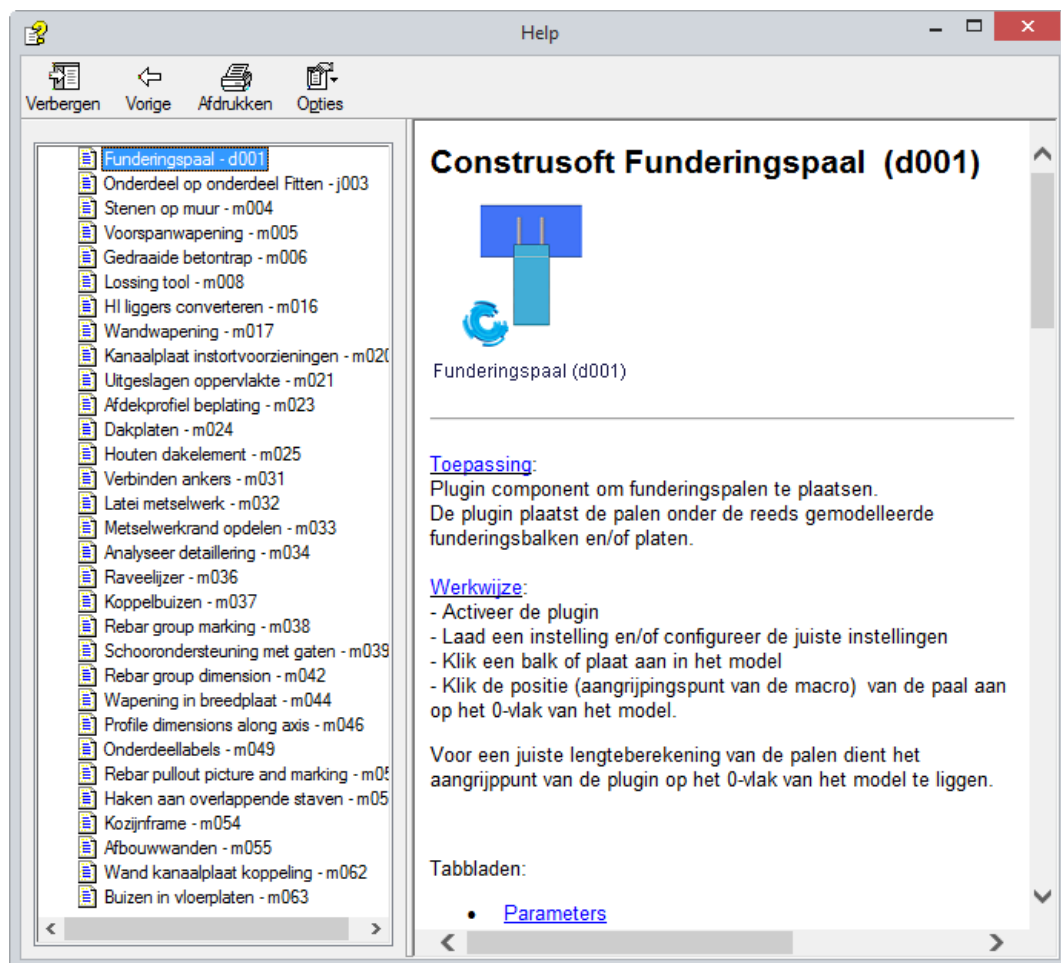 Help
Verbergen Vorige Afdrukken Opties
Funderingspaal - d001
Onderdeel op onderdeel Fitten - j003
Stenen op muur - m004
Voorspanwapening - m005
Gedraaide betontrap - m006
Lossing tool - m008
HI liggers converteren - m016
Wandwapening - m017
Kanaalplaat instortvoorzieningen - m020
Uitgeslagen oppervlakte - m021
Afdekprofiel beplating - m023
Dakplaten - m024
Houten dakelement - m025
Verbinden ankers - m031
Latei metselwerk - m032
Metselwerkrand opdelen - m033
Analyseer detaillering - m034
Raveelijzer - m036
Koppelbuizen - m037
Rebar group marking - m038
Schoorondersteuning met gaten - m039
Rebar group dimension - m042
Wapening in breedplaat - m044
Profile dimensions along axis - m046
Onderdeellabels - m049
Rebar pullout picture and marking - m05
Haken aan overlappende staven - m05
Kozijnframe - m054
Afbouwwanden - m055
Wand kanaalplaat koppeling - m062
Buizen in vloerplaten - m063
Construsoft Funderingspaal (d001)
Funderingspaal (d001)
Toepassing:
Plugin component om funderingspalen te plaatsen.
De plugin plaatst de palen onder de reeds gemodelleerde
funderingsbalken en/of platen.
Werkwijze:
- Activeer de plugin
- Laad een instelling en/of configureer de juiste instellingen
- Klik een balk of plaat aan in het model
- Klik de positie (aangrijpingspunt van de macro) van de paal aan
op het 0-vlak van het model.
Voor een juiste lengteberekening van de palen dient het
aangrijppunt van de plugin op het 0-vlak van het model te liggen.
Tabbladen:
• Parameters